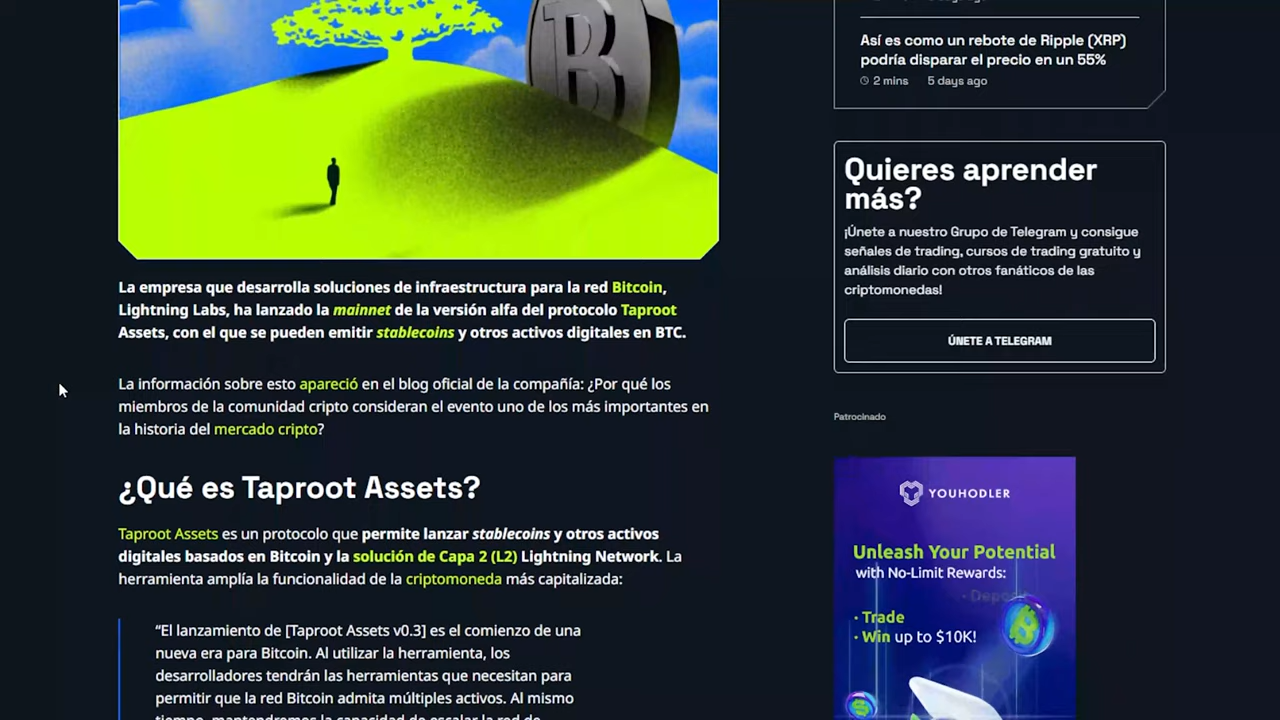 La empresa que desarrolla soluciones de infraestructura para la red Bitcoin,
Lightning Labs, ha lanzado la mainnet de la versión alfa del protocolo Taproot
Assets, con el que se pueden emitir stablecoins y otros activos digitales en BTC.
La información sobre esto apareció en el blog oficial de la compañía: ¿Por qué los
miembros de la comunidad cripto consideran el evento uno de los más importantes en
la historia del mercado cripto?
¿Qué es Taproot Assets?
Taproot Assets es un protocolo que permite lanzar stablecoins y otros activos
digitales basados en Bitcoin y la solución de Capa 2 (L2) Lightning Network. La
herramienta amplía la funcionalidad de la criptomoneda más capitalizada:
“El lanzamiento de [Taproot Assets v0.3] es el comienzo de una
nueva era para Bitcoin. Al utilizar la herramienta, los
desarrolladores tendrán las herramientas que necesitan para
permitir que la red Bitcoin admita múltiples activos. Al mismo
tiempo, mantendremos la capacidad de escalar la red de
Así es como un rebote de Ripple (XRP)
podría disparar el precio en un 55%
2 mins 5 days ago
Quieres aprender
más?
¡Únete a nuestro Grupo de Telegram y consigue
señales de trading, cursos de trading gratuito y
análisis diario con otros fanáticos de las
criptomonedas!
ÚNETE A TELEGRAM
Patrocinado
YOUHODLER
Unleash Your Potential
with No-Limit Rewards:
· Trade
· Win up to $10K!